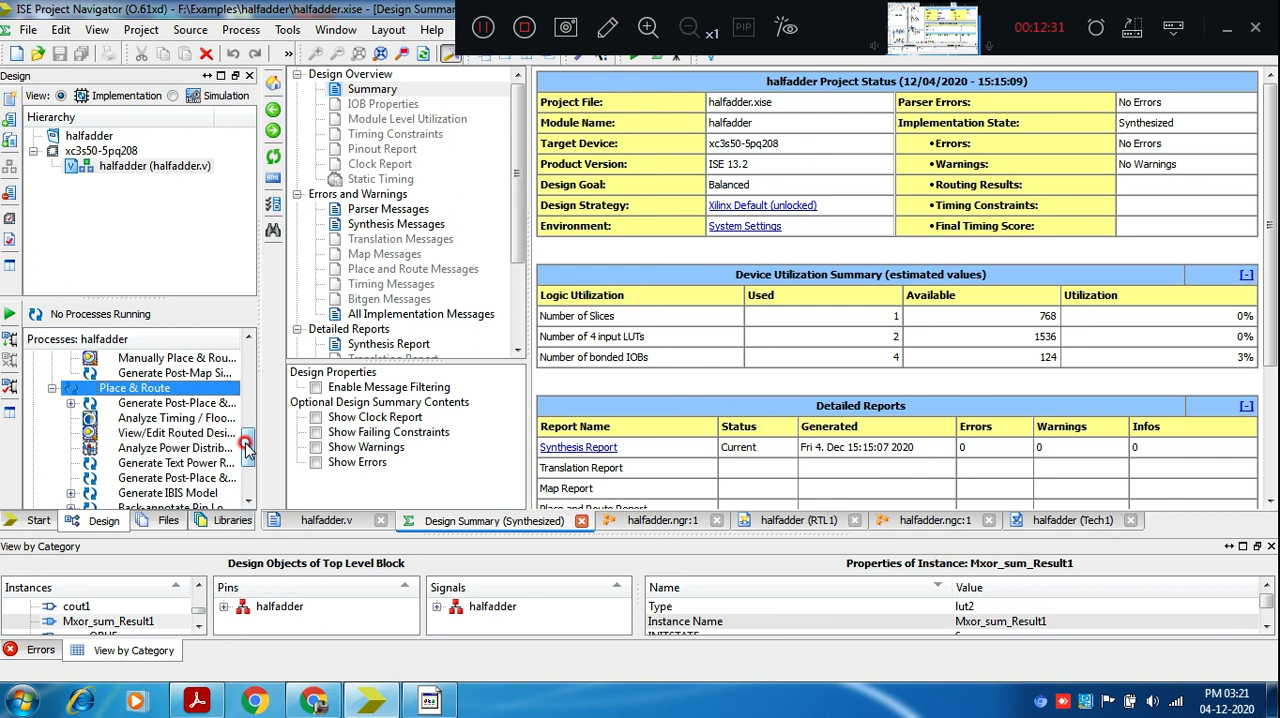 ISE Project Navigator (O.61xd) - F:\Examples\halfadder\halfadder.xise - [Design Summary
File Edit View Project Source Tools Window Layout Help
x1 PIP 00:12:31
Design
View: Implementation Simulation
Hierarchy
halfadder
xc3s50-5pq208
halfadder (halfadder.v)
No Processes Running
Processes: halfadder
Manually Place & Rou...
Generate Post-Map Si...
Place & Route
Generate Post-Place &...
Analyze Timing / Floo...
View/Edit Routed Desi...
Analyze Power Distrib...
Generate Text Power R...
Generate Post-Place &...
Generate IBIS Model
Back-annotate Pin Lo...
Start Design Files Libraries
Design Overview
Summary
IOB Properties
Module Level Utilization
Timing Constraints
Pinout Report
Clock Report
Static Timing
Errors and Warnings
Parser Messages
Synthesis Messages
Translation Messages
Map Messages
Place and Route Messages
Timing Messages
Bitgen Messages
All Implementation Messages
Detailed Reports
Synthesis Report
Translation Report
Design Properties
Enable Message Filtering
Optional Design Summary Contents
Show Clock Report
Show Failing Constraints
Show Warnings
Show Errors
halfadder Project Status (12/04/2020 - 15:15:09)
Project File: halfadder.xise Parser Errors: No Errors
Module Name: halfadder Implementation State: Synthesized
Target Device: xc3s50-5pq208 •Errors: No Errors
Product Version: ISE 13.2 •Warnings: No Warnings
Design Goal: Balanced •Routing Results:
Design Strategy: Xilinx Default (unlocked) •Timing Constraints:
Environment: System Settings •Final Timing Score:
Device Utilization Summary (estimated values) [-]
Logic Utilization Used Available Utilization
Number of Slices 1 768 0%
Number of 4 input LUTs 2 1536 0%
Number of bonded IOBs 4 124 3%
Detailed Reports [-]
Report Name Status Generated Errors Warnings Infos
Synthesis Report Current Fri 4. Dec 15:15:07 2020 0 0 0
Translation Report
Map Report
Place and Route Report
halfadder.v Design Summary (Synthesized) halfadder.ngr:1 halfadder (RTL1) halfadder.ngc:1 halfadder (Tech1)
View by Category
Design Objects of Top Level Block Properties of Instance: Mxor_sum_Result1
Instances Pins Signals Name Value
cout1 halfadder halfadder Type lut2
Mxor_sum_Result1 Instance Name Mxor_sum_Result1
Errors View by Category
PM 03:21
04-12-2020